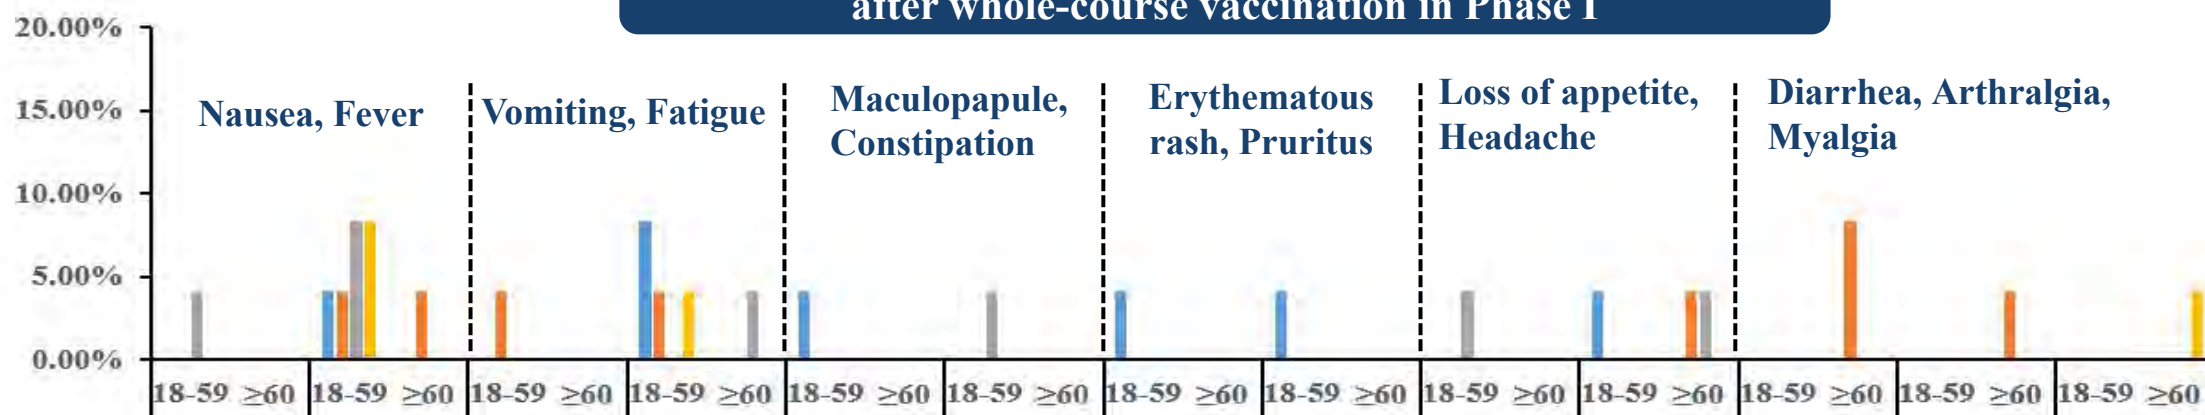 after whole-course vaccination in Phase I
20.00%
15.00%
10.00%
5.00%
0.00%
Nausea, Fever
Vomiting, Fatigue
Maculopapule,
Constipation
Erythematous
rash, Pruritus
Loss of appetite,
Headache
Diarrhea, Arthralgia,
Myalgia
18-59 ≥60 18-59 ≥60 18-59 ≥60 18-59 ≥60 18-59 ≥60 18-59 ≥60 18-59 ≥60 18-59 ≥60 18-59 ≥60 18-59 ≥60 18-59 ≥60 18-59 ≥60 18-59 ≥60